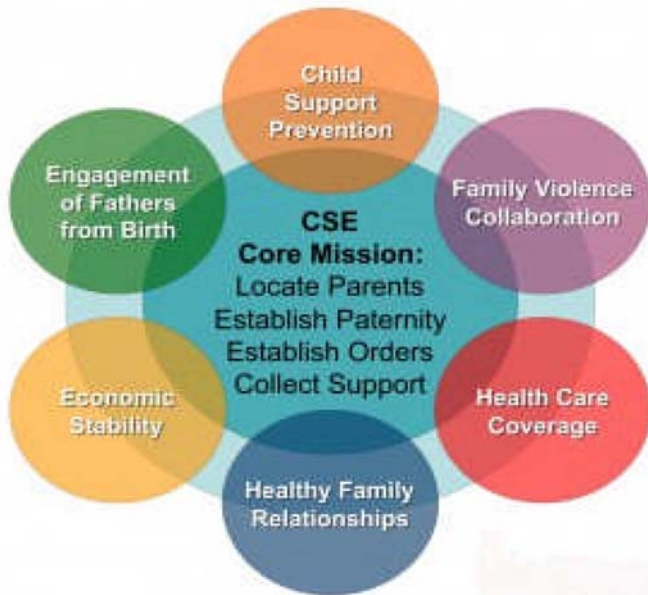 Child
Support
Prevention
Engagement
of Fathers
from Birth
Family Violence
Collaboration
CSE
Core Mission:
Locate Parents
Establish Paternity
Establish Orders
Collect Support
Economic
Stability
Health Care
Coverage
Healthy Family
Relationships